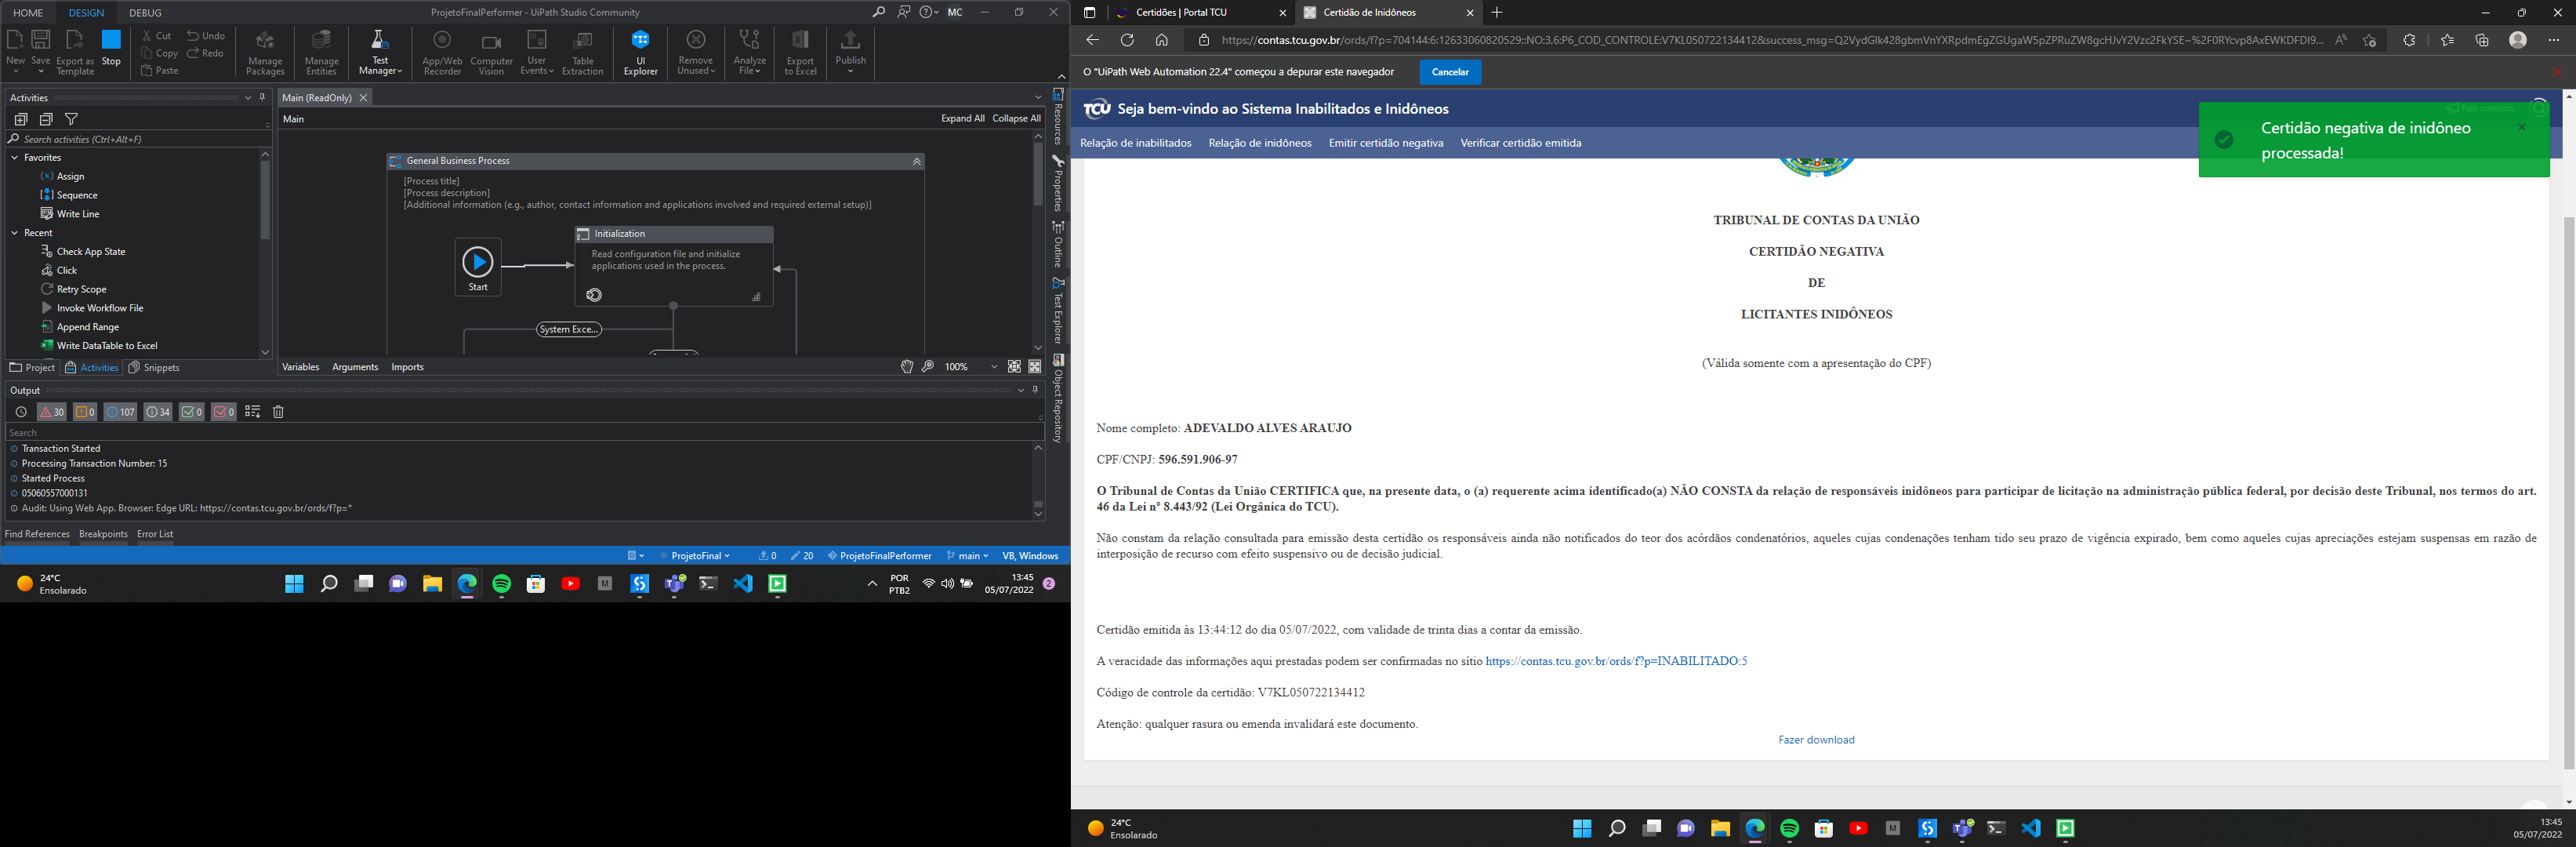 HOME DESIGN DEBUG
ProjetoFinalPerformer - UiPath Studio Community
MC
Cut Undo
Copy Redo
Paste
New Save Export as Template Stop
Manage Packages
Manage Entities
Test Manager
App/Web Recorder
Computer Vision
User Events
Table Extraction
UI Explorer
Remove Unused
Analyze File
Export to Excel
Publish
Activities
Search activities (Ctrl+Alt+F)
Favorites
Assign
Sequence
Write Line
Recent
Check App State
Click
Retry Scope
Invoke Workflow File
Append Range
Write DataTable to Excel
Project Activities Snippets
Main (ReadOnly)
Main
Expand All Collapse All
General Business Process
[Process title]
[Process description]
[Additional information (e.g., author, contact information and applications involved and required external setup)]
Start
Initialization
Read configuration file and initialize
applications used in the process.
System Exce...
Variables Arguments Imports
100%
Resources
Properties
Outline
Test Explorer
Object Repository
Output
30 0 107 34 0 0
Search
Transaction Started
Processing Transaction Number: 15
Started Process
05060557000131
Audit: Using Web App. Browser: Edge URL: https://contas.tcu.gov.br/ords/f?p=*
Find References Breakpoints Error List
ProjetoFinal 0 20 ProjetoFinalPerformer main VB, Windows
24°C
Ensolarado
POR
PTB2
13:45
05/07/2022
2
Certidões | Portal TCU
Certidão de Inidôneos
https://contas.tcu.gov.br/ords/f?p=704144:6:12633060820529::NO:3,6:P6_COD_CONTROLE:V7KL050722134412&success_msg=
O "UiPath Web Automation 22.4" começou a depurar este navegador
Cancelar
TCU Seja bem-vindo ao Sistema Inabilitados e Inidôneos
Fale conosco
Relação de inabilitados Relação de inidôneos Emitir certidão negativa Verificar certidão emitida
Certidão negativa de inidôneo
processada!
TRIBUNAL DE CONTAS DA UNIÃO
CERTIDÃO NEGATIVA
DE
LICITANTES INIDÔNEOS
(Válida somente com a apresentação do CPF)
Nome completo: ADEVALDO ALVES ARAUJO
CPF/CNPJ: 596.591.906-97
O Tribunal de Contas da União CERTIFICA que, na presente data, o (a) requerente acima identificado(a) NÃO CONSTA da relação de responsáveis inidôneos para participar de licitação na administração pública federal, por decisão deste Tribunal, nos termos do art.
46 da Lei nº 8.443/92 (Lei Orgânica do TCU).
Não constam da relação consultada para emissão desta certidão os responsáveis ainda não notificados do teor dos acórdãos condenatórios, aqueles cujas condenações tenham tido seu prazo de vigência expirado, bem como aqueles cujas apreciações estejam suspensas em razão de
interposição de recurso com efeito suspensivo ou de decisão judicial.
Certidão emitida às 13:44:12 do dia 05/07/2022, com validade de trinta dias a contar da emissão.
A veracidade das informações aqui prestadas podem ser confirmadas no sítio https://contas.tcu.gov.br/ords/f?p=INABILITADO:5
Código de controle da certidão: V7KL050722134412
Atenção: qualquer rasura ou emenda invalidará este documento.
Fazer download
24°C
Ensolarado
13:45
05/07/2022